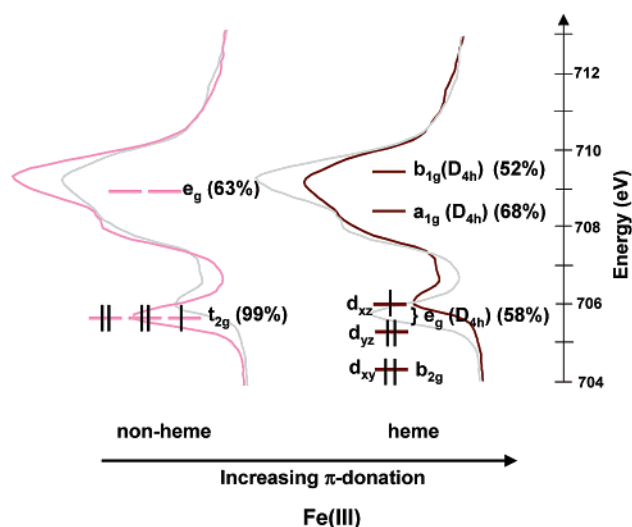 712
710
b1g(D4h) (52%)
eg (63%)
a1g (D4h) (68%)
708
Energy (eV)
706
dxz
t2g (99%)
} eg (D4h) (58%)
dyz
dxy
b2g
704
non-heme
heme
Increasing π-donation
Fe(III)